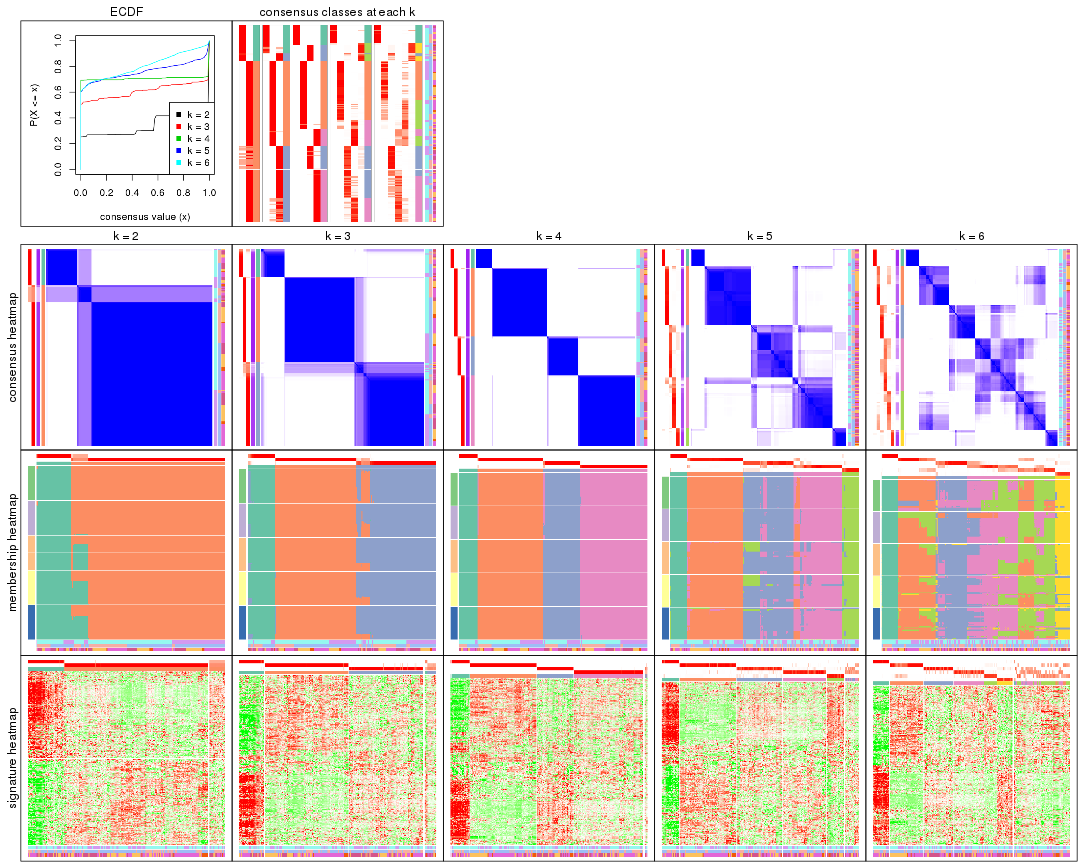 ECDF
consensus classes at each k
P(X <= x)
0.0
0.2
0.4
0.6
0.8
1.0
k = 2
k = 3
k = 4
k = 5
k = 6
0.0 0.2 0.4 0.6 0.8 1.0
consensus value (x)
k = 2
k = 3
k = 4
k = 5
k = 6
consensus heatmap
membership heatmap
signature heatmap